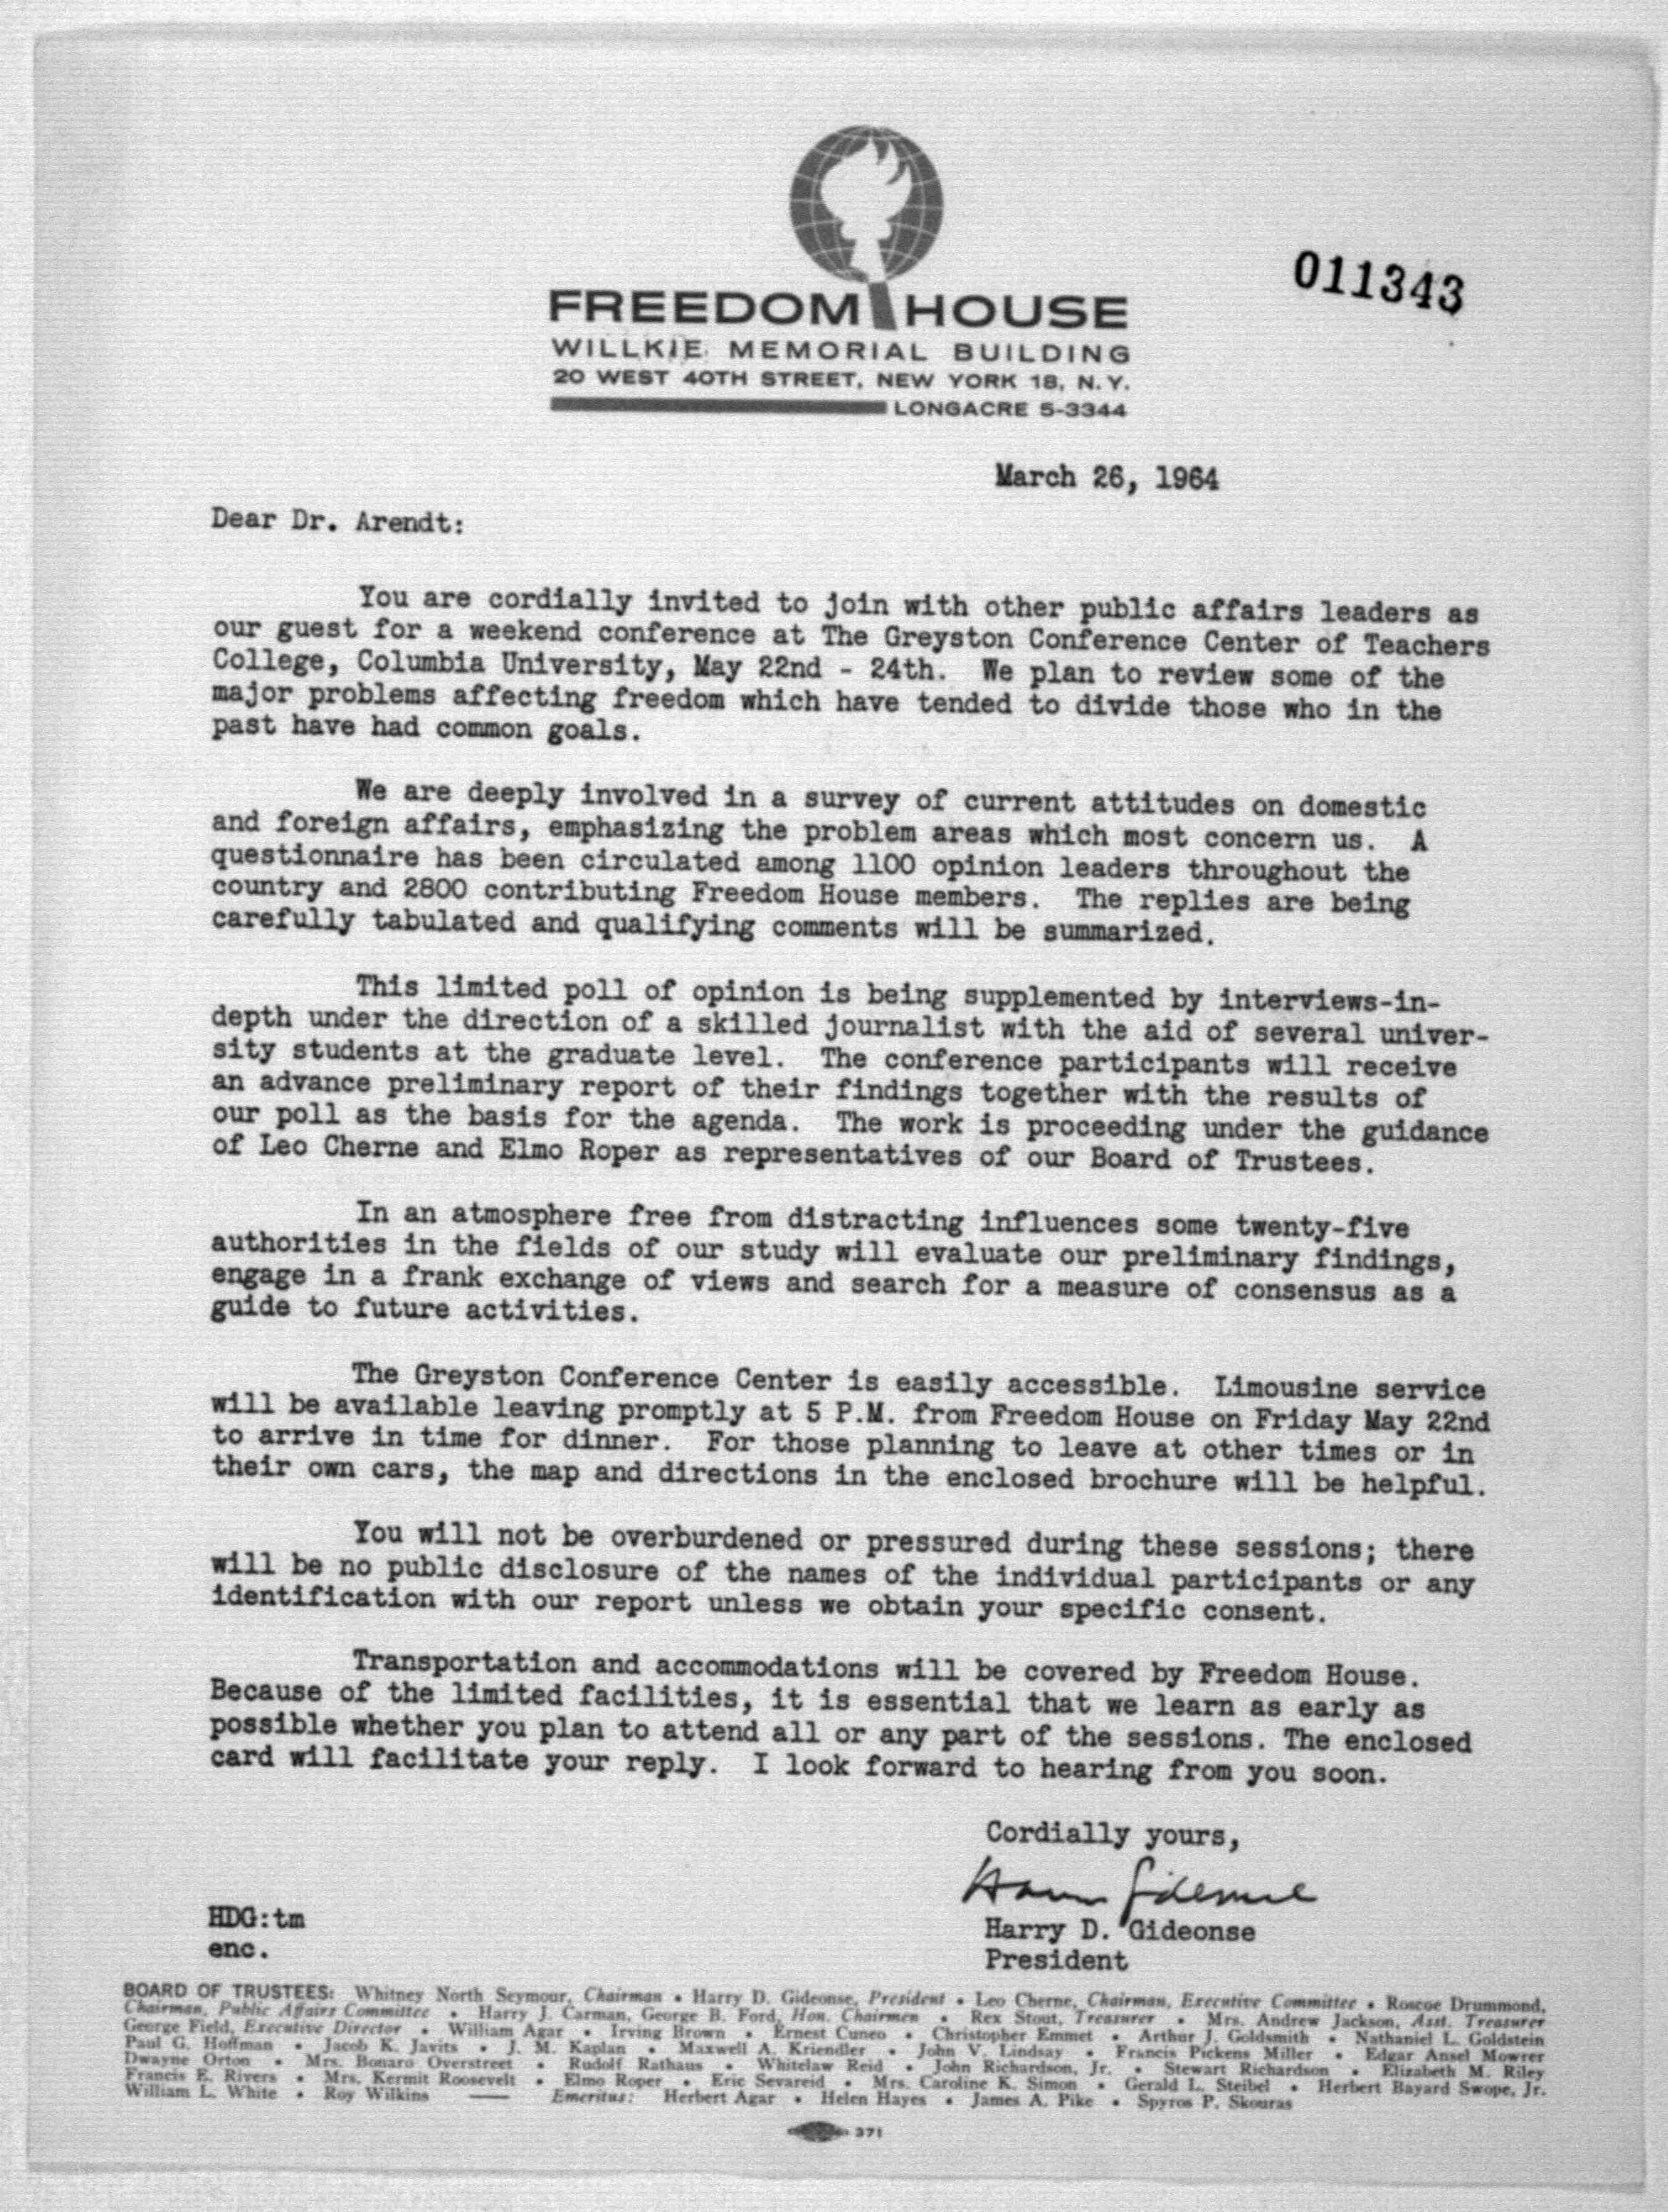 FREEDOM HOUSE
WILLKIE MEMORIAL BUILDING
20 WEST 40TH STREET, NEW YORK 18, N.Y.
LONGACRE 5-3344
011343
March 26, 1964
Dear Dr. Arendt:
You are cordially invited to join with other public affairs leaders as
our guest for a weekend conference at The Greyston Conference Center of Teachers
College, Columbia University, May 22nd - 24th. We plan to review some of the
major problems affecting freedom which have tended to divide those who in the
past have had common goals.
We are deeply involved in a survey of current attitudes on domestic
and foreign affairs, emphasizing the problem areas which most concern us. A
questionnaire has been circulated among 1100 opinion leaders throughout the
country and 2800 contributing Freedom House members. The replies are being
carefully tabulated and qualifying comments will be summarized.
This limited poll of opinion is being supplemented by interviews-in-
depth under the direction of a skilled journalist with the aid of several univer-
sity students at the graduate level. The conference participants will receive
an advance preliminary report of their findings together with the results of
our poll as the basis for the agenda. The work is proceeding under the guidance
of Leo Cherne and Elmo Roper as representatives of our Board of Trustees.
In an atmosphere free from distracting influences some twenty-five
authorities in the fields of our study will evaluate our preliminary findings,
engage in a frank exchange of views and search for a measure of consensus as a
guide to future activities.
The Greyston Conference Center is easily accessible. Limousine service
will be available leaving promptly at 5 P.M. from Freedom House on Friday May 22nd
to arrive in time for dinner. For those planning to leave at other times or in
their own cars, the map and directions in the enclosed brochure will be helpful.
You will not be overburdened or pressured during these sessions; there
will be no public disclosure of the names of the individual participants or any
identification with our report unless we obtain your specific consent.
Transportation and accommodations will be covered by Freedom House.
Because of the limited facilities, it is essential that we learn as early as
possible whether you plan to attend all or any part of the sessions. The enclosed
card will facilitate your reply. I look forward to hearing from you soon.
Cordially yours,
Harry Gideonse
Harry D. Gideonse
President
HDG:tm
enc.
BOARD OF TRUSTEES: Whitney North Seymour, Chairman • Harry D. Gideonse, President • Leo Cherne, Chairman, Executive Committee • Roscoe Drummond,
Chairman, Public Affairs Committee • Harry J. Carman, George B. Ford, Hon. Chairmen • Rex Stout, Treasurer • Mrs. Andrew Jackson, Asst. Treasurer
George Field, Executive Director • William Agar • Irving Brown • Ernest Cuneo • Christopher Emmet • Arthur J. Goldsmith • Nathaniel L. Goldstein
Paul G. Hoffman • Jacob K. Javits • J. M. Kaplan • Maxwell A. Kriendler • John V. Lindsay • Francis Pickens Miller • Edgar Ansel Mowrer
Dwayne Orton • Mrs. Bonaro Overstreet • Rudolf Rathaus • Whitelaw Reid • John Richardson, Jr. • Stewart Richardson • Elizabeth M. Riley
Francis E. Rivers • Mrs. Kermit Roosevelt • Elmo Roper • Eric Sevareid • Mrs. Caroline K. Simon • Gerald L. Steibel • Herbert Bayard Swope, Jr.
William L. White • Roy Wilkins —— Emeritus: Herbert Agar • Helen Hayes • James A. Pike • Spyros P. Skouras
371